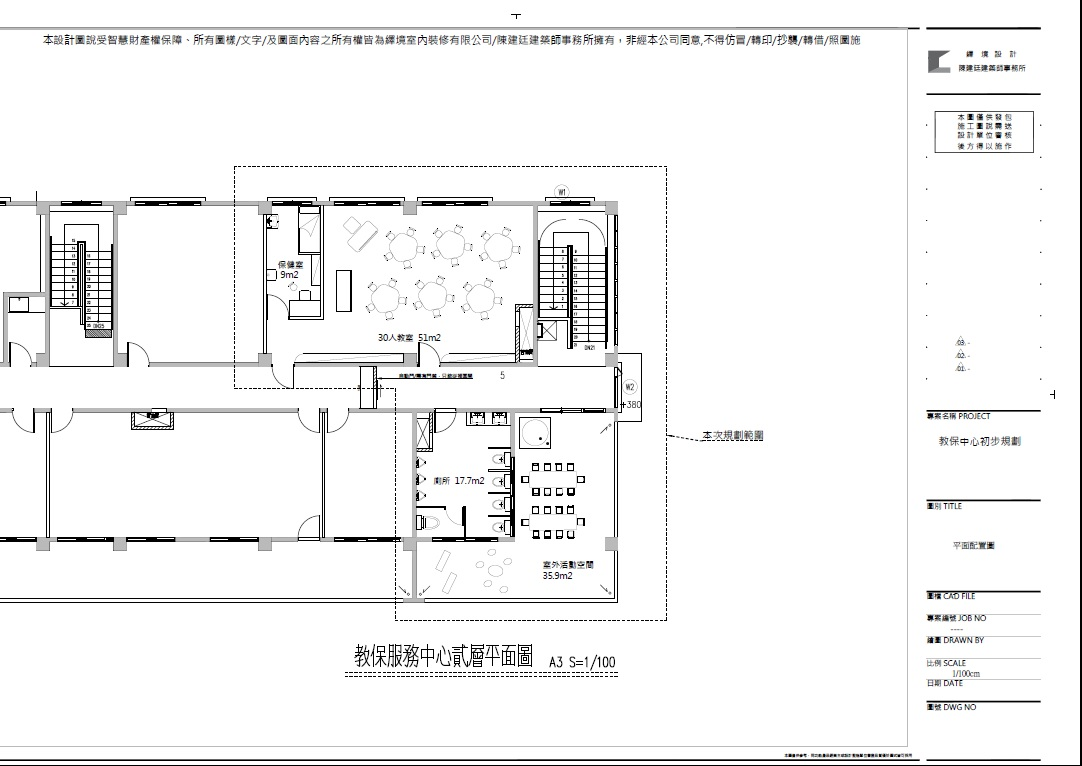 本設計圖說受智慧財產權保障、所有圖樣/文字/及圖面內容之所有權皆為繹境室內裝修有限公司/陳建廷建築師事務所擁有，非經本公司同意,不得仿冒/轉印/抄襲/轉借/照圖施
繹境設計
陳建廷建築師事務所
本圖僅供發包
施工圖說需送
設計單位審核
後方得以施作
W1
保健室
9m2
30人教室 51m2
DN25
DN21
5
W2
+380
本次規劃範圍
廁所 17.7m2
室外活動空間
35.9m2
教保服務中心貳層平面圖 A3 S=1/100
03. -
02. -
01. -
專案名稱 PROJECT
教保中心初步規劃
圖別 TITLE
平面配置圖
圖檔 CAD FILE
專案編號 JOB NO
----
繪圖 DRAWN BY
比例 SCALE
1/100cm
日期 DATE
圖號 DWG NO